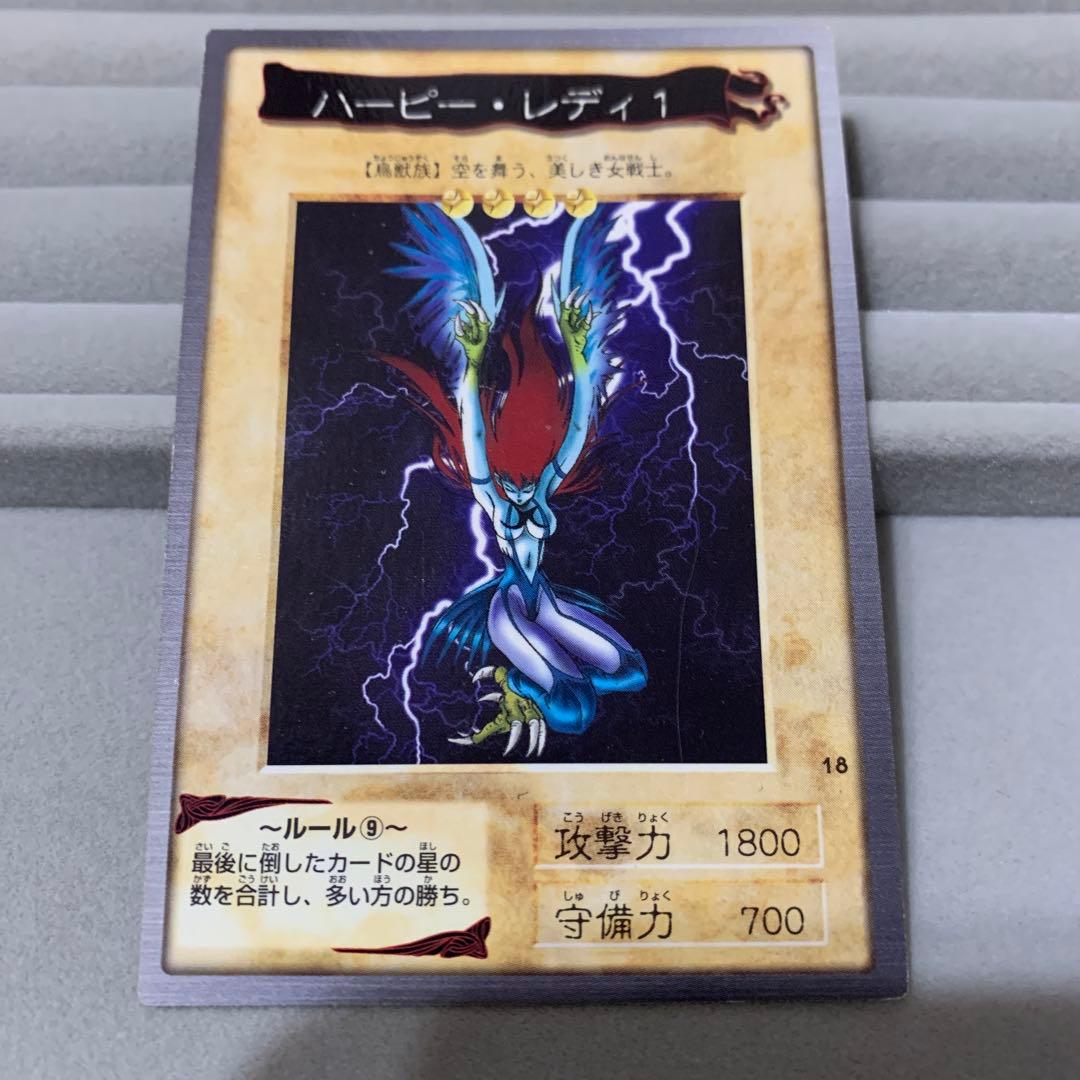 ハーピー・レディ1
【鳥獣族】空を舞う、美しき女戦士。
18
～ルール⑨～
最後に倒したカードの星の
数を合計し、多い方の勝ち。
攻撃力 1800
守備力 700